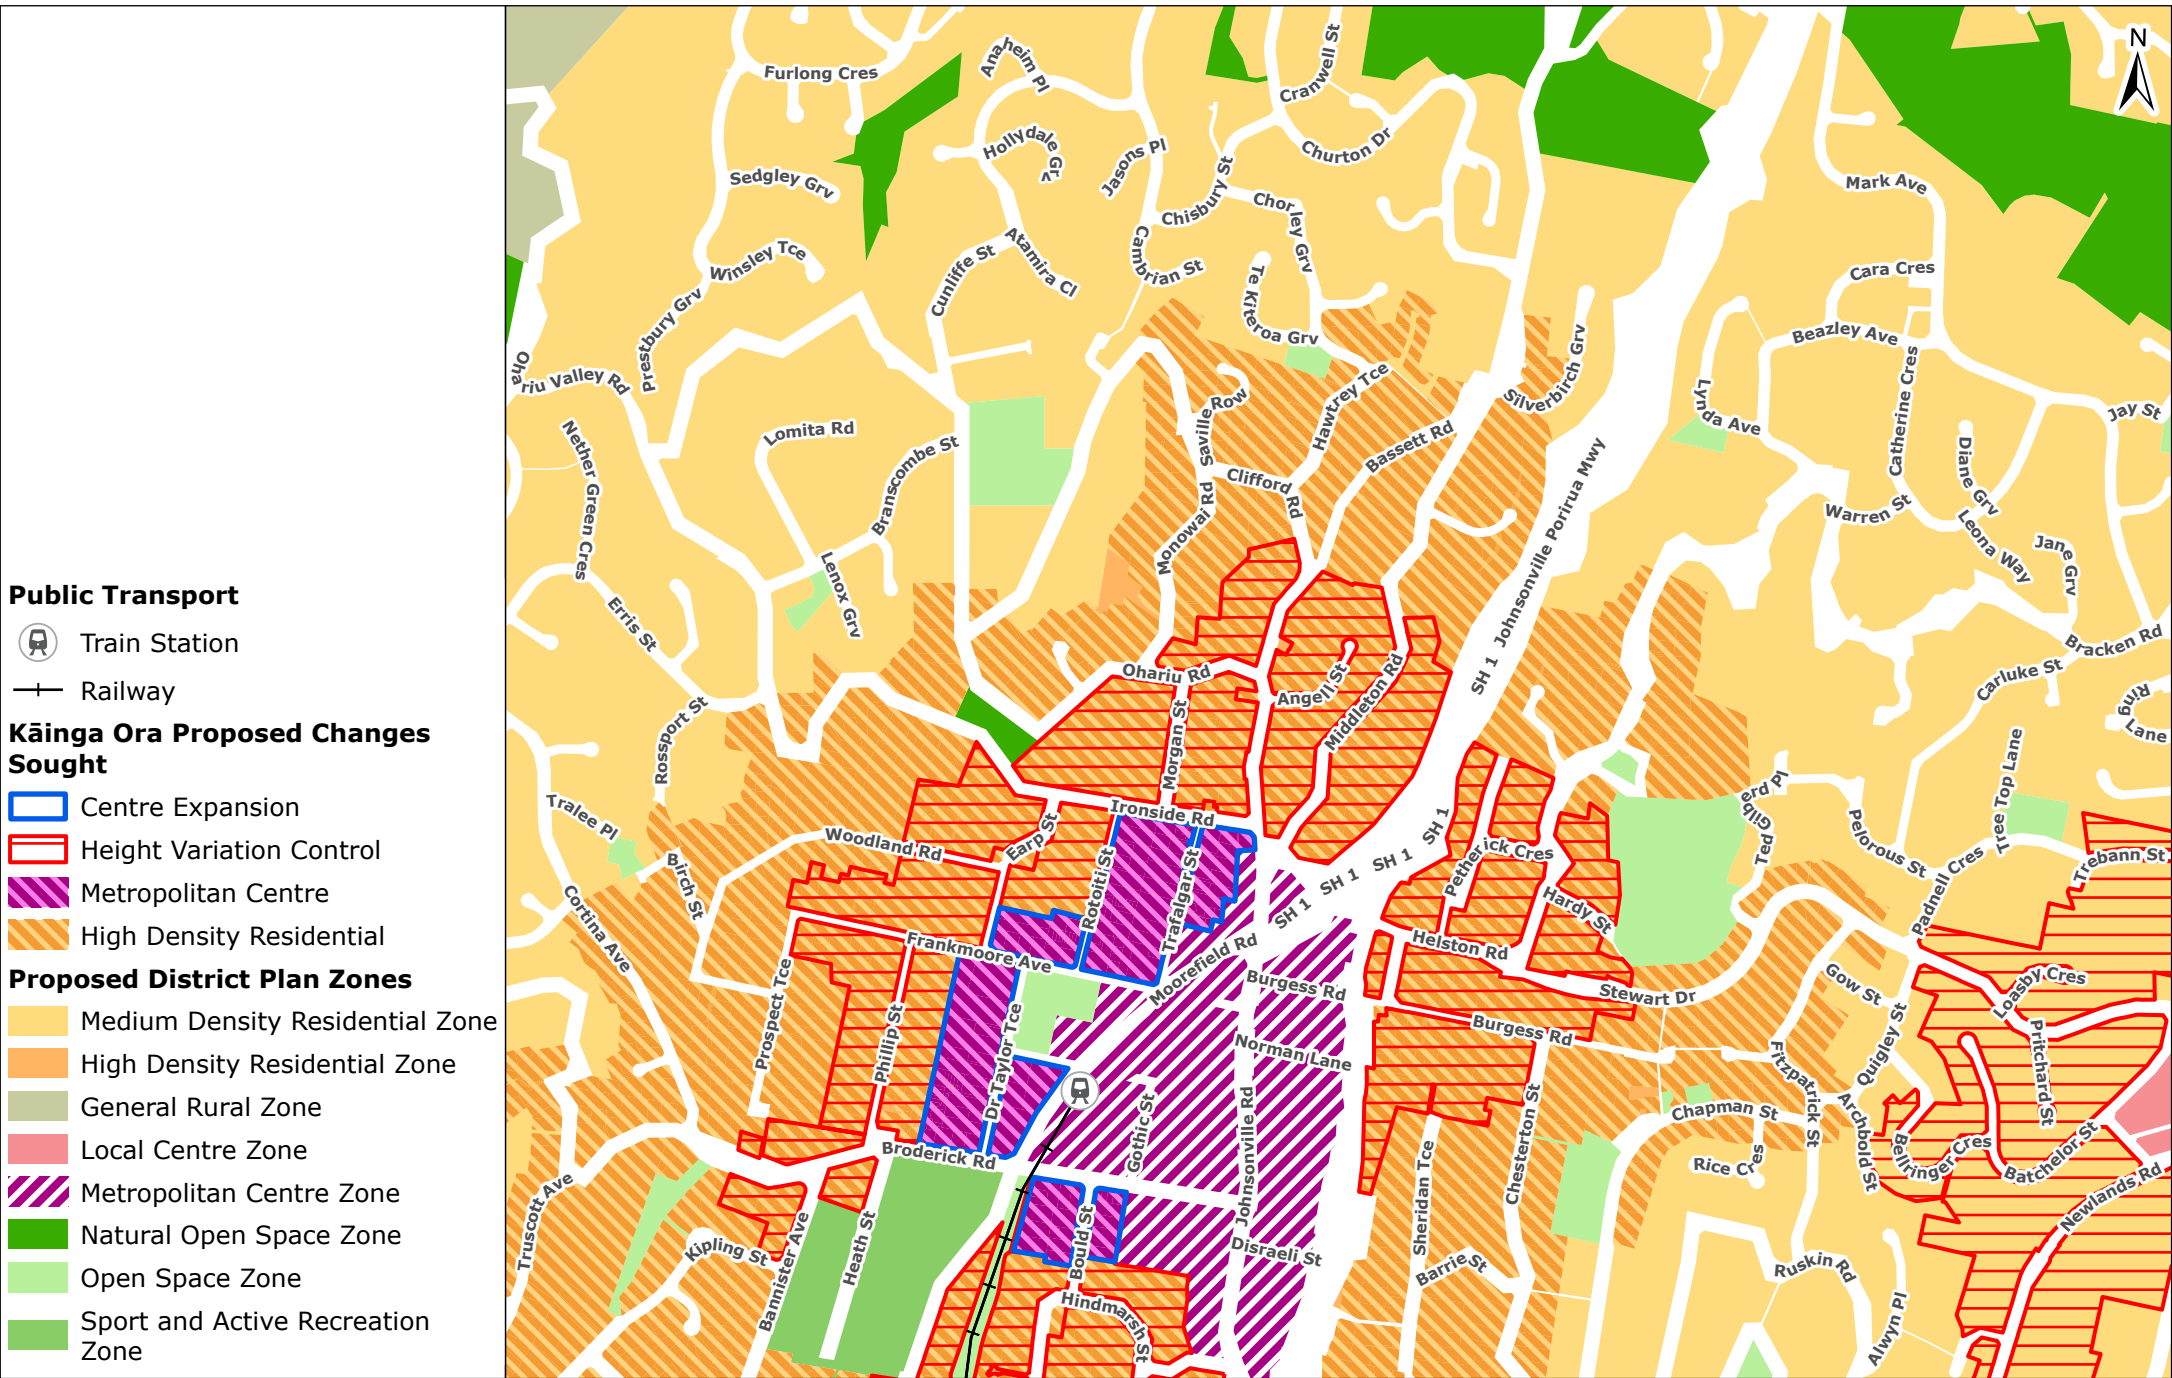 Public Transport
Train Station
Railway
Kāinga Ora Proposed Changes
Sought
Centre Expansion
Height Variation Control
Metropolitan Centre
High Density Residential
Proposed District Plan Zones
Medium Density Residential Zone
High Density Residential Zone
General Rural Zone
Local Centre Zone
Metropolitan Centre Zone
Natural Open Space Zone
Open Space Zone
Sport and Active Recreation
Zone
N
Furlong Cres
Anaheim Pl
Cranwell St
Hollydale Grv
Jasons Pl
Churton Dr
Sedgley Grv
Chisbury St
Chorley Grv
Mark Ave
Winsley Tce
Cunliffe St
Atamira Cl
Cambrian St
Te Kiteroa Grv
Cara Cres
Prestbury Grv
Beazley Ave
Silverbirch Grv
Ohariu Valley Rd
Saville Row
Hawtrey Tce
Lynda Ave
Catherine Cres
Jay St
Nether Green Cres
Lomita Rd
Branscombe St
Bassett Rd
Clifford Rd
Diane Grv
Monowai Rd
SH 1 Johnsonville Porirua Mwy
Warren St
Leona Way
Jane Grv
Lenox Grv
Erris St
Bracken Rd
Ohariu Rd
Angell St
Middleton Rd
Carluke St
Ring Lane
Rossport St
Morgan St
Tree Top Lane
Tralee Pl
Ironside Rd
Ted Gibberd Pl
Pelorous St
Woodland Rd
Earp St
SH 1
SH 1
SH 1
SH 1
Petherick Cres
Trebann St
Birch St
Rotoiti St
Trafalgar St
Hardy St
Padnell Cres
Cortina Ave
Frankmoore Ave
Moorefield Rd
Helston Rd
Burgess Rd
Stewart Dr
Gow St
Loasby Cres
Prospect Tce
Phillip St
Dr Taylor Tce
Norman Lane
Burgess Rd
Fitzpatrick St
Quigley St
Pritchard St
Gothic St
Johnsonville Rd
Chesterton St
Chapman St
Archbold St
Broderick Rd
Sheridan Tce
Rice Cres
Bellringer Cres
Batchelor St
Truscott Ave
Newlands Rd
Kipling St
Bannister Ave
Heath St
Bould St
Disraeli St
Barrie St
Ruskin Rd
Hindmarsh St
Alwyn Pl